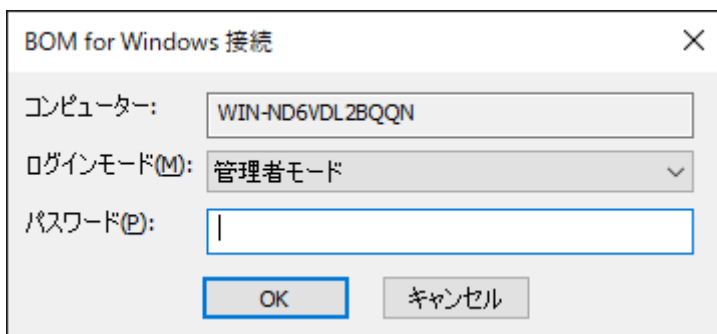 BOM for Windows 接続
コンピューター: WIN-ND6VDL2BQQN
ログインモード(M): 管理者モード
パスワード(P):
OK キャンセル